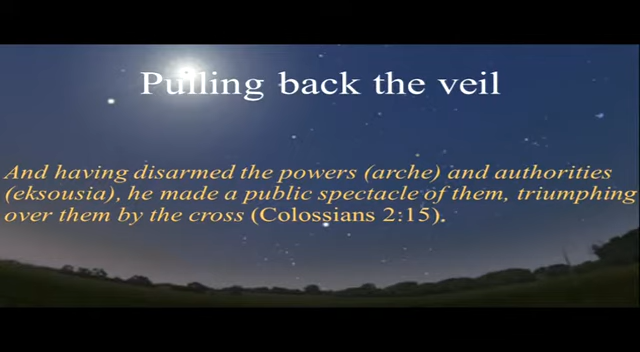 Pulling back the veil
And having disarmed the powers (arche) and authorities
(eksousia), he made a public spectacle of them, triumphing
over them by the cross (Colossians 2:15).